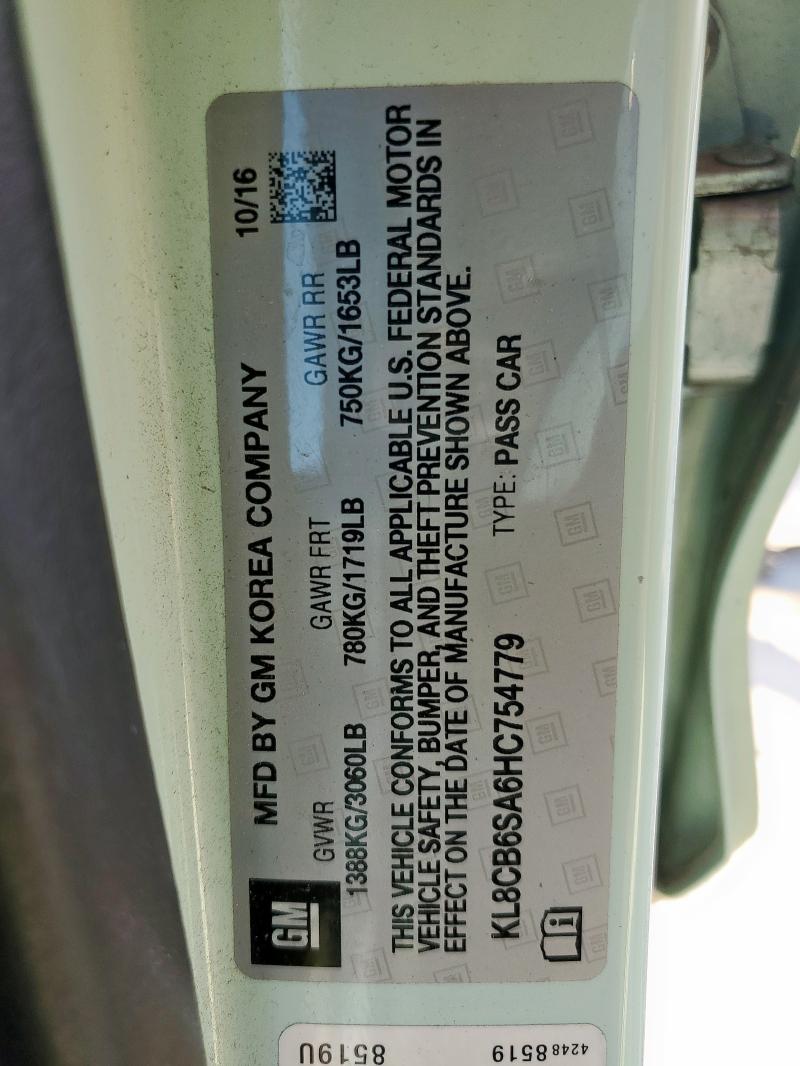 GM
MFD BY GM KOREA COMPANY 10/16
GVWR GAWR FRT GAWR RR
1388KG/3060LB 780KG/1719LB 750KG/1653LB
THIS VEHICLE CONFORMS TO ALL APPLICABLE U.S. FEDERAL MOTOR
VEHICLE SAFETY, BUMPER, AND THEFT PREVENTION STANDARDS IN
EFFECT ON THE DATE OF MANUFACTURE SHOWN ABOVE.
KL8CB6SA6HC754779 TYPE: PASS CAR
42488519
8519U